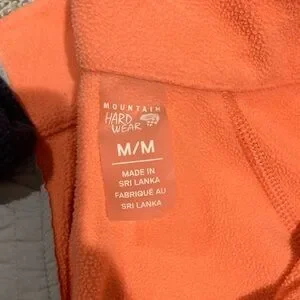 MOUNTAIN
HARD
WEAR
M/M
MADE IN
SRI LANKA
FABRIQUÉ AU
SRI LANKA